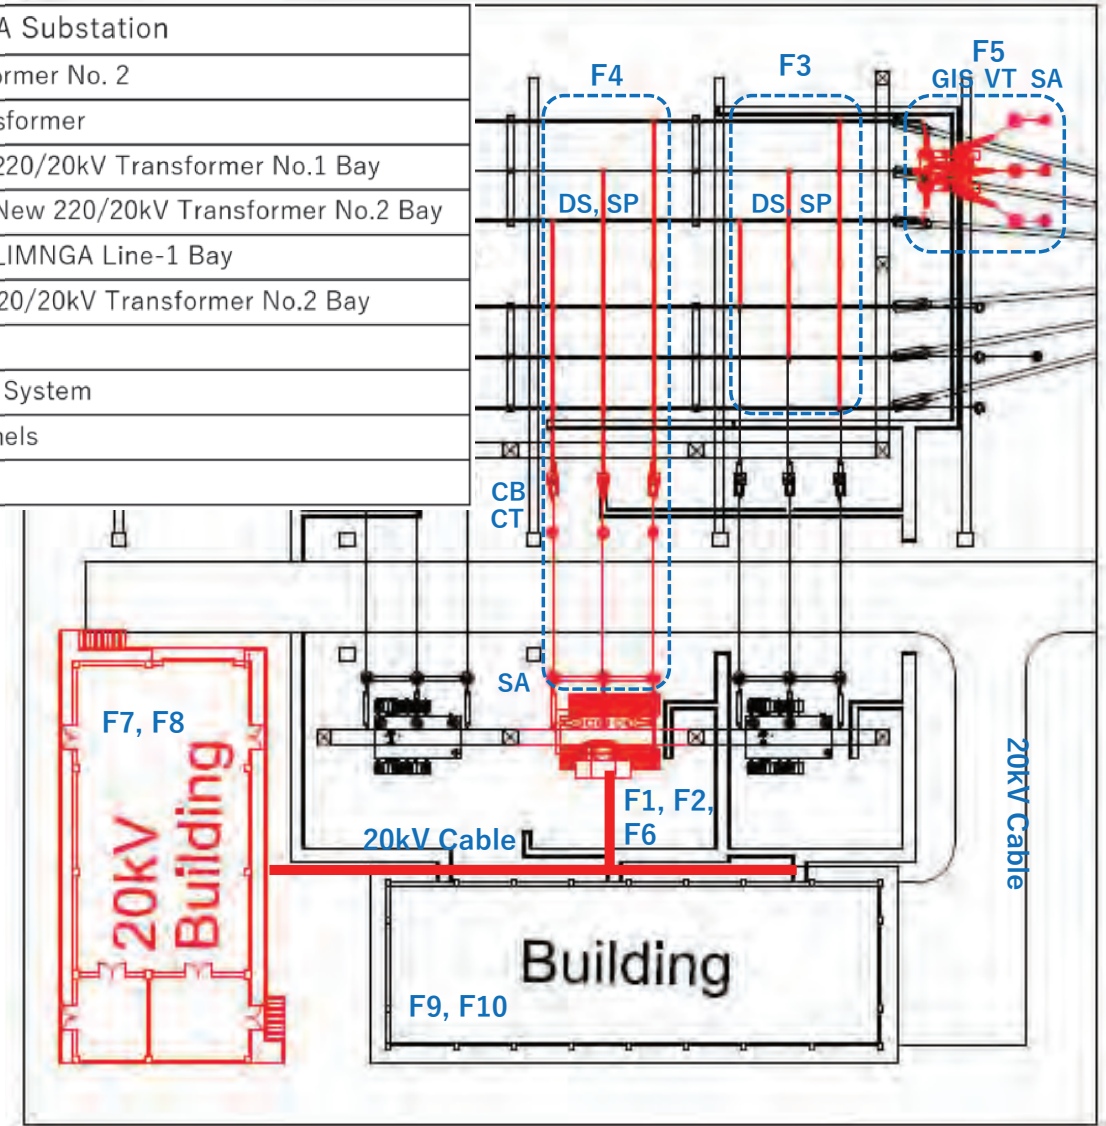 A Substation
ormer No. 2
sformer
220/20kV Transformer No.1 Bay
New 220/20kV Transformer No.2 Bay
LIMNGA Line-1 Bay
20/20kV Transformer No.2 Bay
System
nels
F4
F3
F5
GIS VT SA
DS, SP
DS, SP
CB
CT
SA
F7, F8
20kV
Building
F1, F2,
F6
20kV Cable
20kV Cable
Building
F9, F10